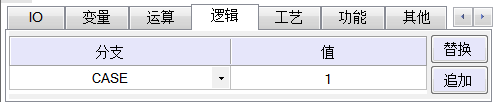 IO 变量 运算 逻辑 工艺 功能 其他
分支 值 替换
CASE 1 追加